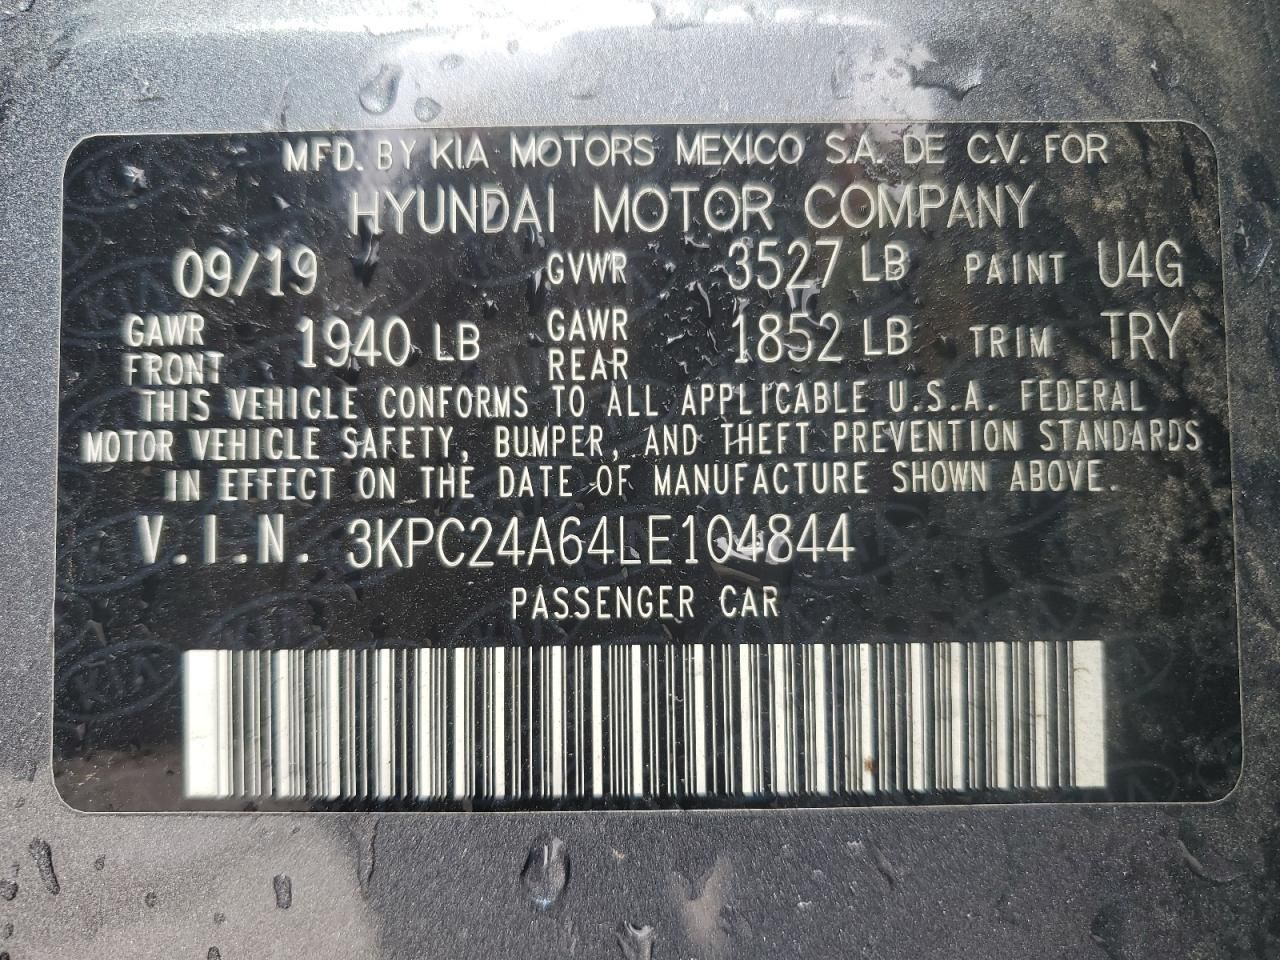 MFD. BY KIA MOTORS MEXICO S.A. DE C.V. FOR
HYUNDAI MOTOR COMPANY
09/19 GVWR 3527 LB PAINT U4G
GAWR FRONT 1940 LB GAWR REAR 1852 LB TRIM TRY
THIS VEHICLE CONFORMS TO ALL APPLICABLE U.S.A. FEDERAL
MOTOR VEHICLE SAFETY, BUMPER, AND THEFT PREVENTION STANDARDS
IN EFFECT ON THE DATE OF MANUFACTURE SHOWN ABOVE.
V.I.N. 3KPC24A64LE104844
PASSENGER CAR